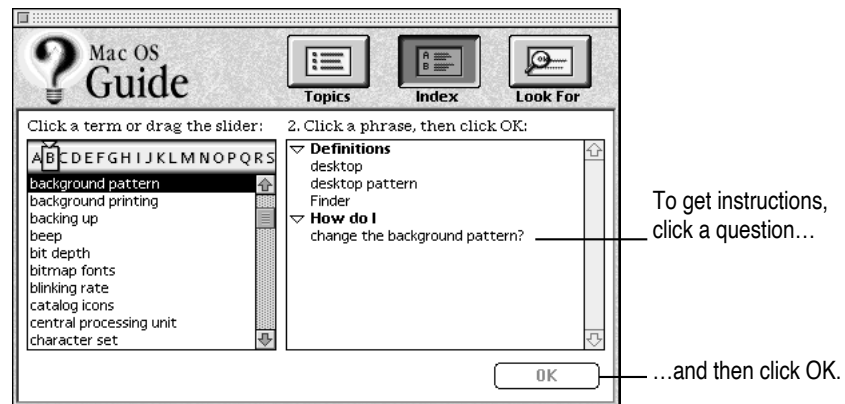 Mac OS
Guide
Topics
Index
Look For
Click a term or drag the slider:
A B C D E F G H I J K L M N O P Q R S
background pattern
background printing
backing up
beep
bit depth
bitmap fonts
blinking rate
catalog icons
central processing unit
character set
2. Click a phrase, then click OK:
Definitions
desktop
desktop pattern
Finder
How do I
change the background pattern?
OK
To get instructions,
click a question…
…and then click OK.